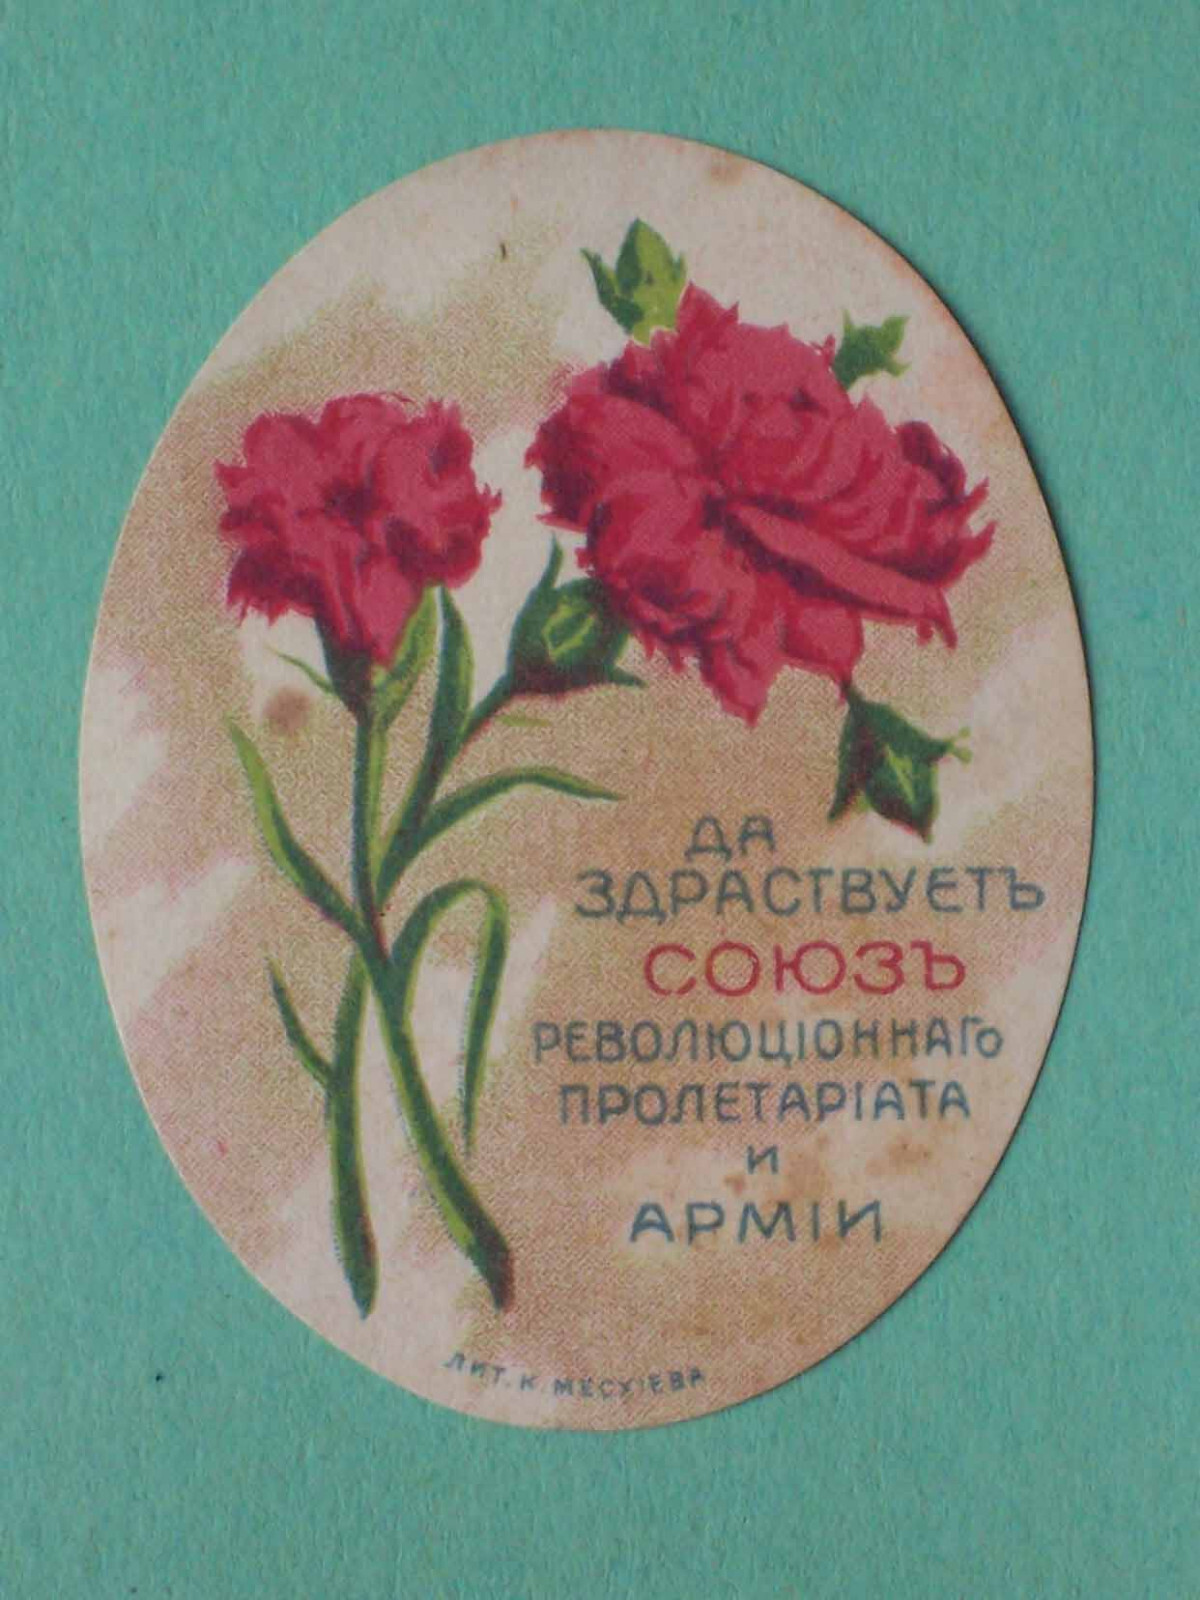 ДА
ЗДРАСТВУЕТЪ
СОЮЗЪ
РЕВОЛЮЦІОННАГО
ПРОЛЕТАРІАТА
И
АРМІИ
ЛИТ. К. МЕСХІЕВА